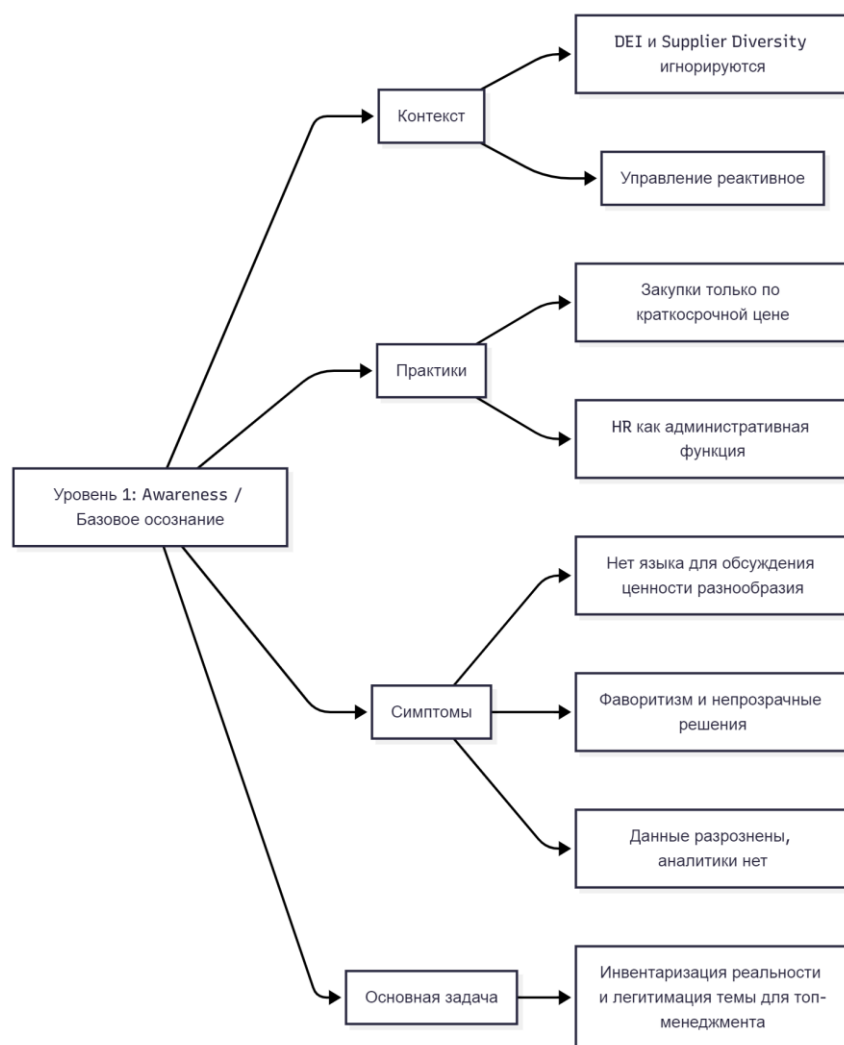 DEI и Supplier Diversity
игнорируются
Контекст
Управление реактивное
Закупки только по
краткосрочной цене
Практики
HR как административная
функция
Уровень 1: Awareness /
Базовое осознание
Нет языка для обсуждения
ценности разнообразия
Симптомы
Фаворитизм и непрозрачные
решения
Данные разрознены,
аналитики нет
Основная задача
Инвентаризация реальности
и легитимация темы для топ-
менеджмента